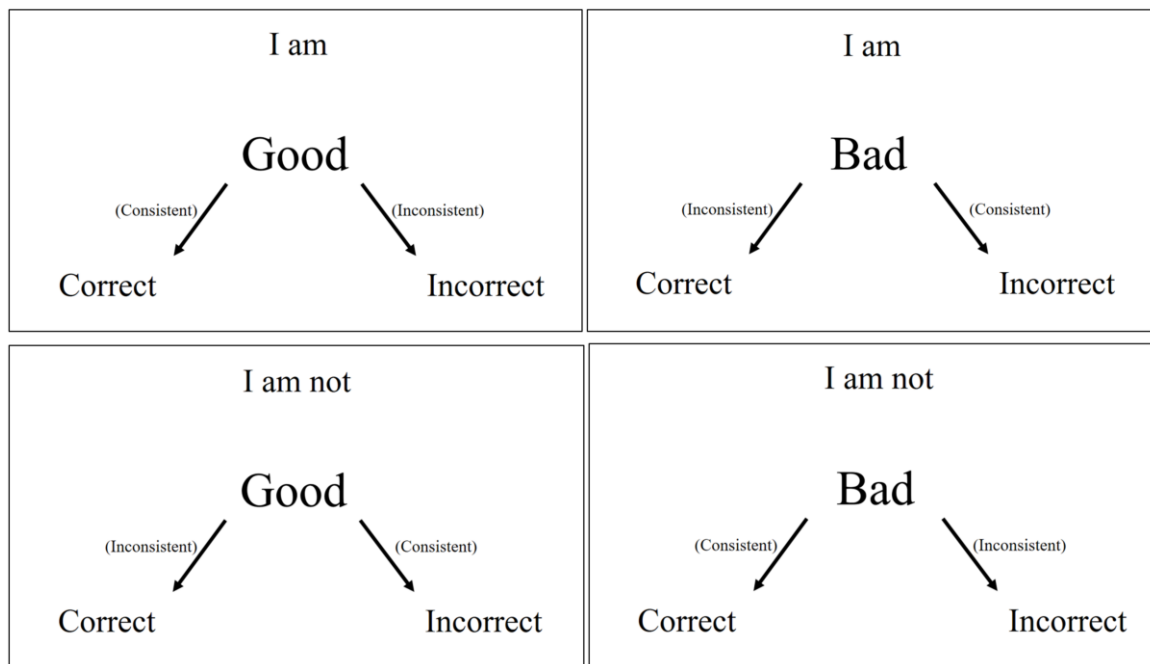 I am
Good
(Consistent) (Inconsistent)
Correct Incorrect
I am
Bad
(Inconsistent) (Consistent)
Correct Incorrect
I am not
Good
(Inconsistent) (Consistent)
Correct Incorrect
I am not
Bad
(Consistent) (Inconsistent)
Correct Incorrect